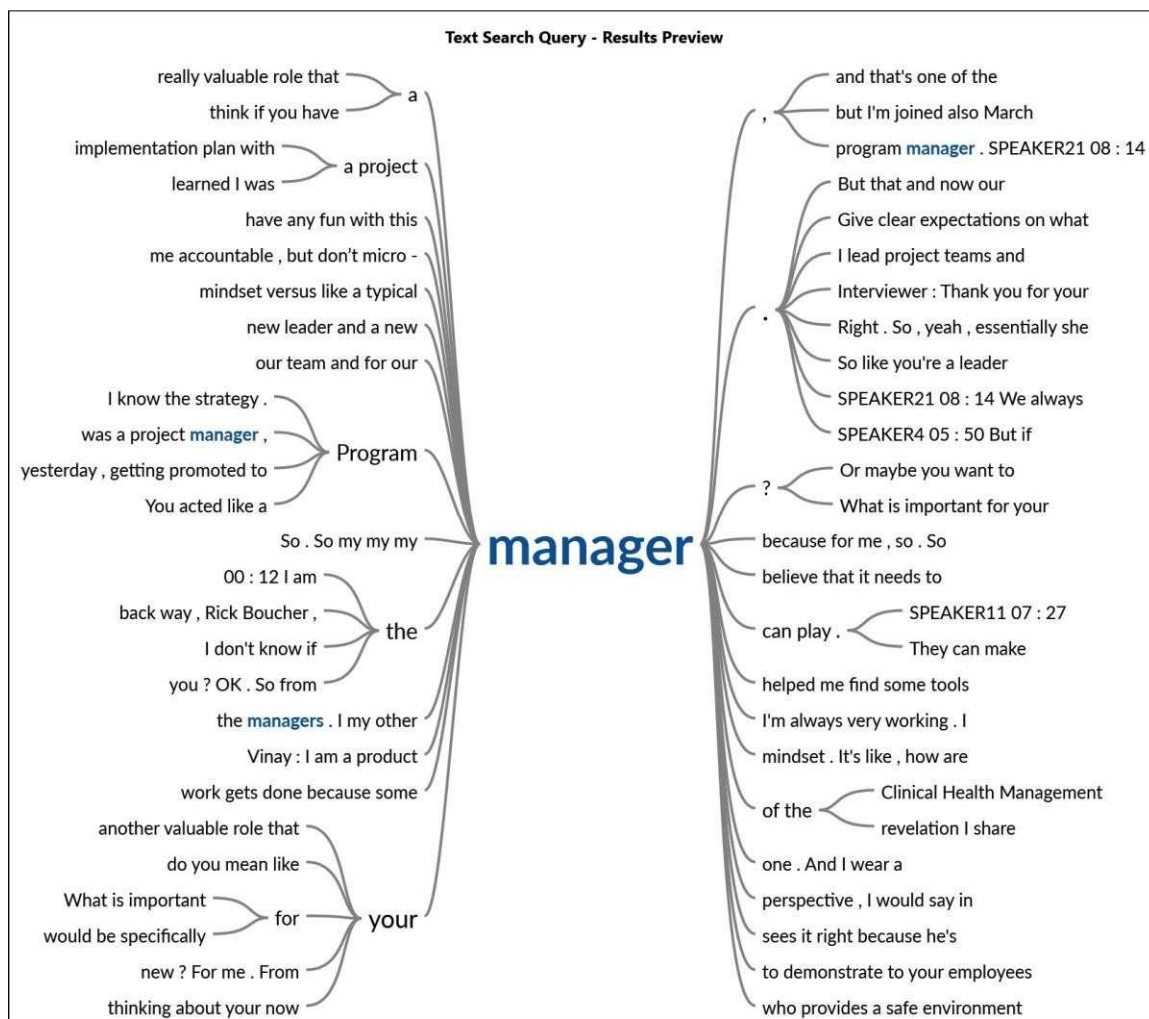 Text Search Query - Results Preview
really valuable role that
think if you have
a
implementation plan with
learned I was
a project
have any fun with this
me accountable , but don't micro -
mindset versus like a typical
new leader and a new
our team and for our
I know the strategy .
was a project manager ,
yesterday , getting promoted to
You acted like a
Program
So . So my my my
00 : 12 I am
back way , Rick Boucher ,
I don't know if
you ? OK . So from
the
the managers . I my other
Vinay : I am a product
work gets done because some
another valuable role that
do you mean like
What is important
would be specifically
for
new ? For me . From
thinking about your now
your
manager
,
and that's one of the
but I'm joined also March
program manager . SPEAKER21 08 : 14
.
But that and now our
Give clear expectations on what
I lead project teams and
Interviewer : Thank you for your
Right . So , yeah , essentially she
So like you're a leader
SPEAKER21 08 : 14 We always
SPEAKER4 05 : 50 But if
?
Or maybe you want to
What is important for your
because for me , so . So
believe that it needs to
can play .
SPEAKER11 07 : 27
They can make
helped me find some tools
I'm always very working . I
mindset . It's like , how are
of the
Clinical Health Management
revelation I share
one . And I wear a
perspective , I would say in
sees it right because he's
to demonstrate to your employees
who provides a safe environment